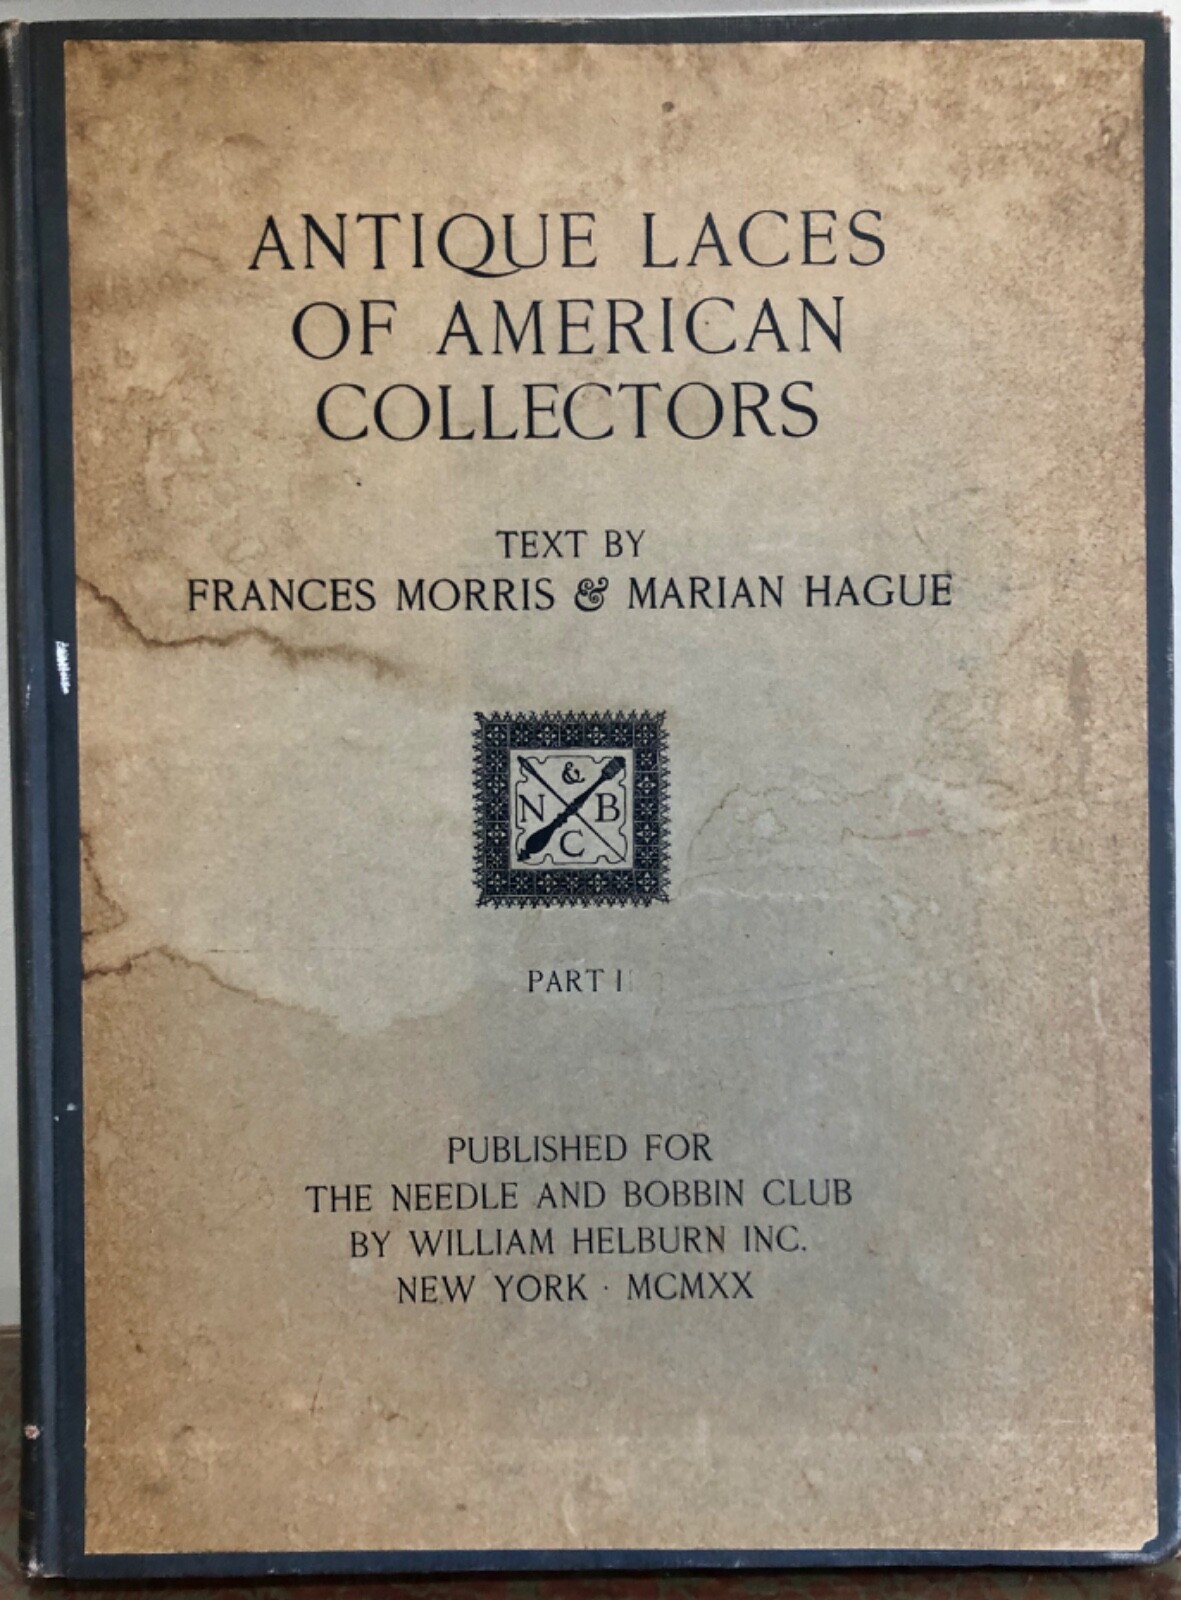 ANTIQUE LACES
OF AMERICAN
COLLECTORS
TEXT BY
FRANCES MORRIS & MARIAN HAGUE
&
N B
C
PART I
PUBLISHED FOR
THE NEEDLE AND BOBBIN CLUB
BY WILLIAM HELBURN INC.
NEW YORK · MCMXX